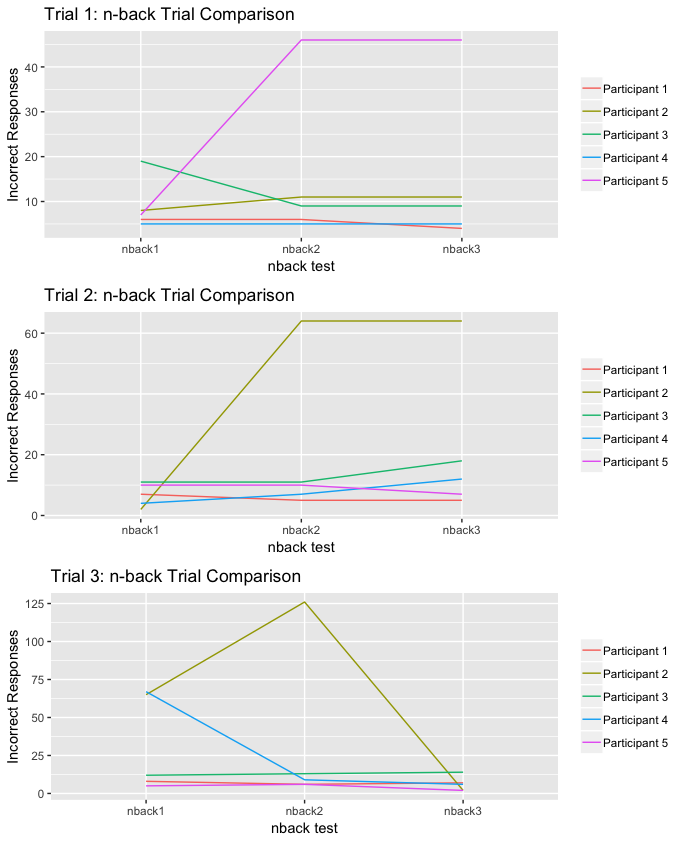 Trial 1: n-back Trial Comparison
40
30
20
10
Incorrect Responses
nback1 nback2 nback3
nback test
Participant 1
Participant 2
Participant 3
Participant 4
Participant 5
Trial 2: n-back Trial Comparison
60
40
20
0
Incorrect Responses
nback1 nback2 nback3
nback test
Participant 1
Participant 2
Participant 3
Participant 4
Participant 5
Trial 3: n-back Trial Comparison
125
100
75
50
25
0
Incorrect Responses
nback1 nback2 nback3
nback test
Participant 1
Participant 2
Participant 3
Participant 4
Participant 5